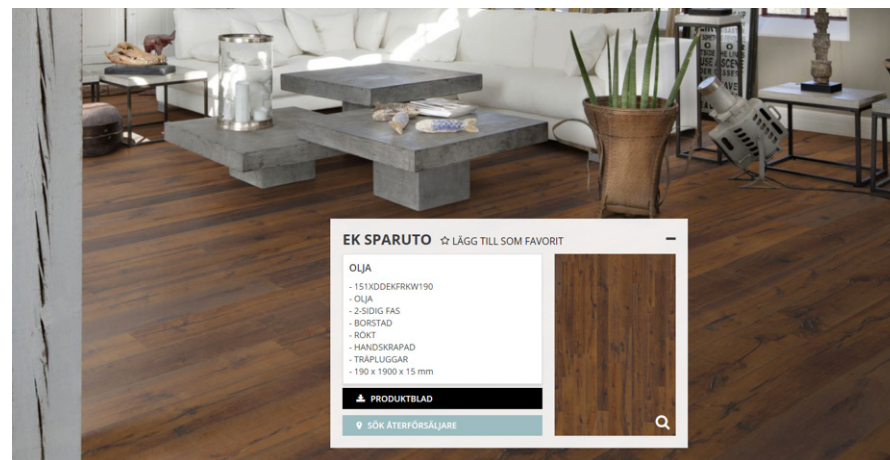 EK SPARUTO ☆ LÄGG TILL SOM FAVORIT
OLJA
- 151XDDEKFRKW190
- OLJA
- 2-SIDIG FAS
- BORSTAD
- RÖKT
- HANDSKRAPAD
- TRÄPLUGGAR
- 190 x 1900 x 15 mm
PRODUKTBLAD
SÖK ÅTERFÖRSÄLJARE